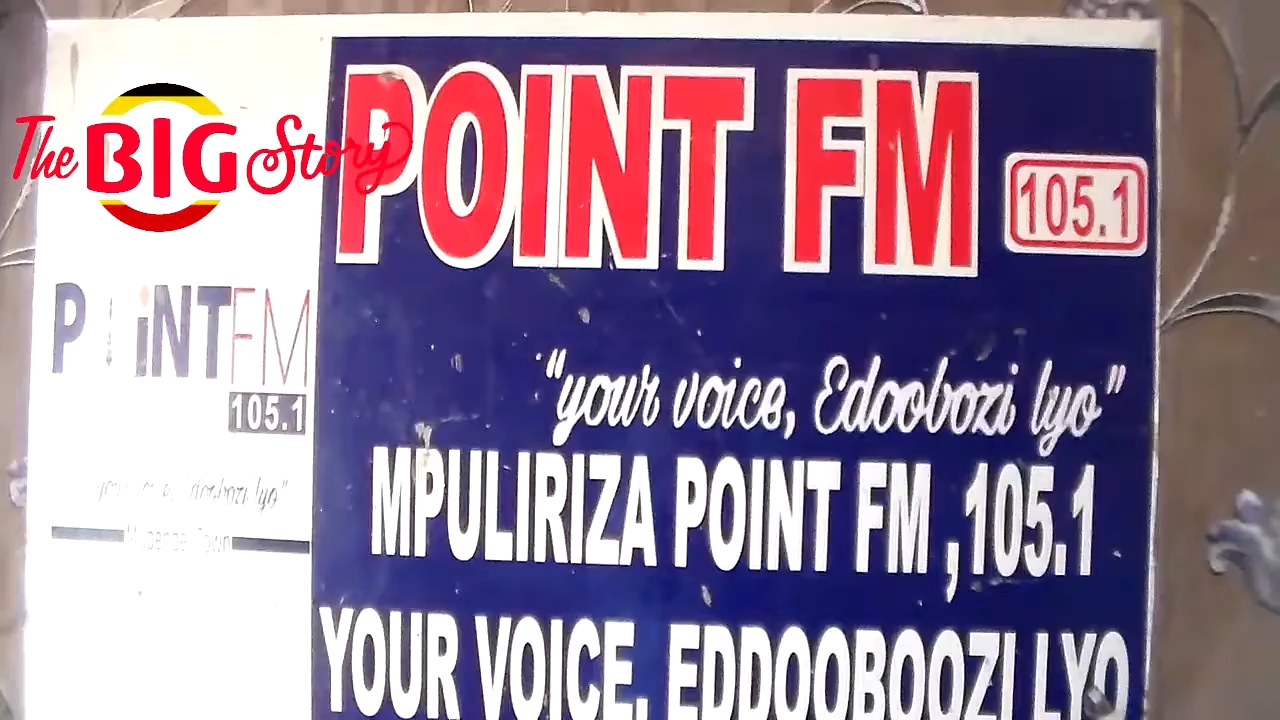 The BIG Story
POINT FM
105.1
POINTFM
105.1
"your voice, Edoobozi lyo"
MPULIRIZA POINT FM ,105.1
YOUR VOICE, EDDOOBOOZI LYO